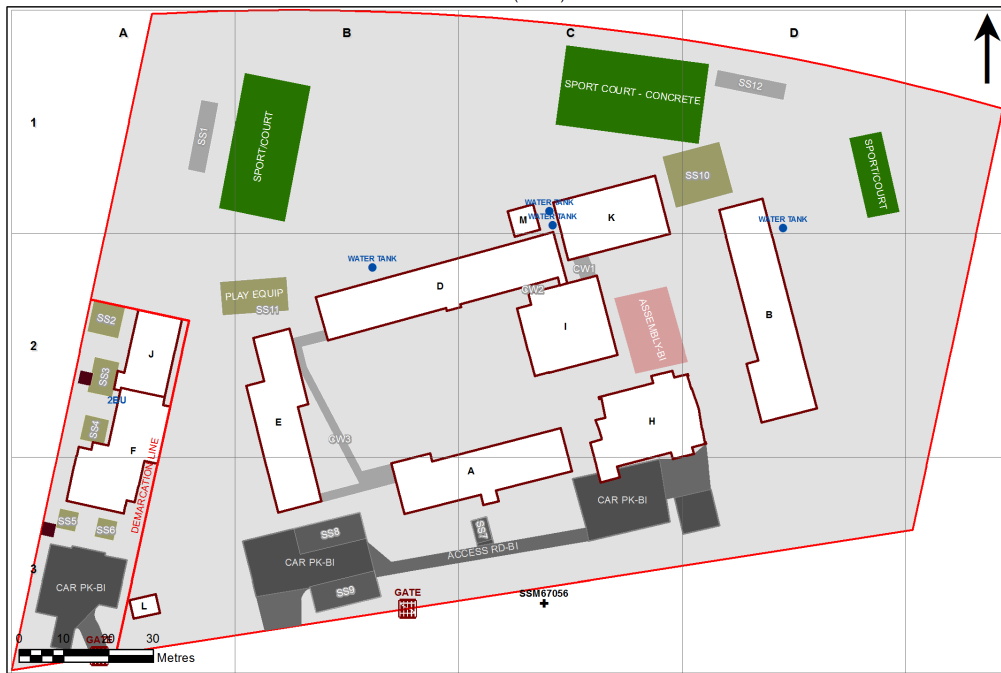 A
B
C
D
1
SS1
SPORT/COURT
SPORT COURT - CONCRETE
SS12
SPORT/COURT
SS10
WATER TANK
WATER TANK
M
K
WATER TANK
WATER TANK
CW1
PLAY EQUIP
SS11
D
CW2
I
ASSEMBLY-BI
B
2
SS2
J
SS3
2BU
SS4
F
DEMARCATION LINE
E
CW3
A
H
SS5
SS6
CAR PK-BI
SS7
SS8
CAR PK-BI
ACCESS RD-BI
SS9
3
CAR PK-BI
L
GATE
SSM67056
GATE
0 10 20 30
Metres